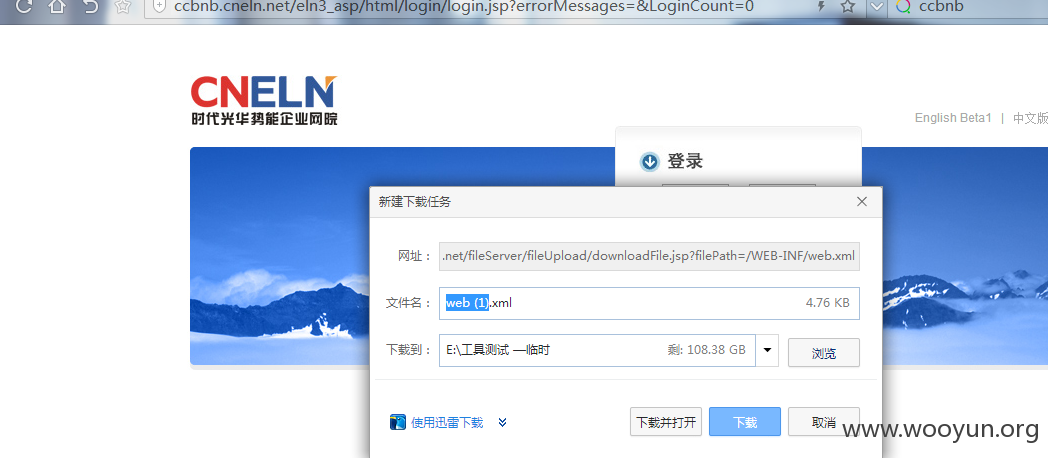 ccbnb.cneln.net/eln3_asp/html/login/login.jsp?errorMessages=&LoginCount=0
ccbnb
CNELN
时代光华势能企业网院
English Beta1 | 中文版
登录
新建下载任务
网址：
.net/fileServer/fileUpload/downloadFile.jsp?filePath=/WEB-INF/web.xml
文件名：
web (1).xml
4.76 KB
下载到：
E:\工具测试 —临时
剩: 108.38 GB
浏览
使用迅雷下载
下载并打开
下载
取消
www.wooyun.org